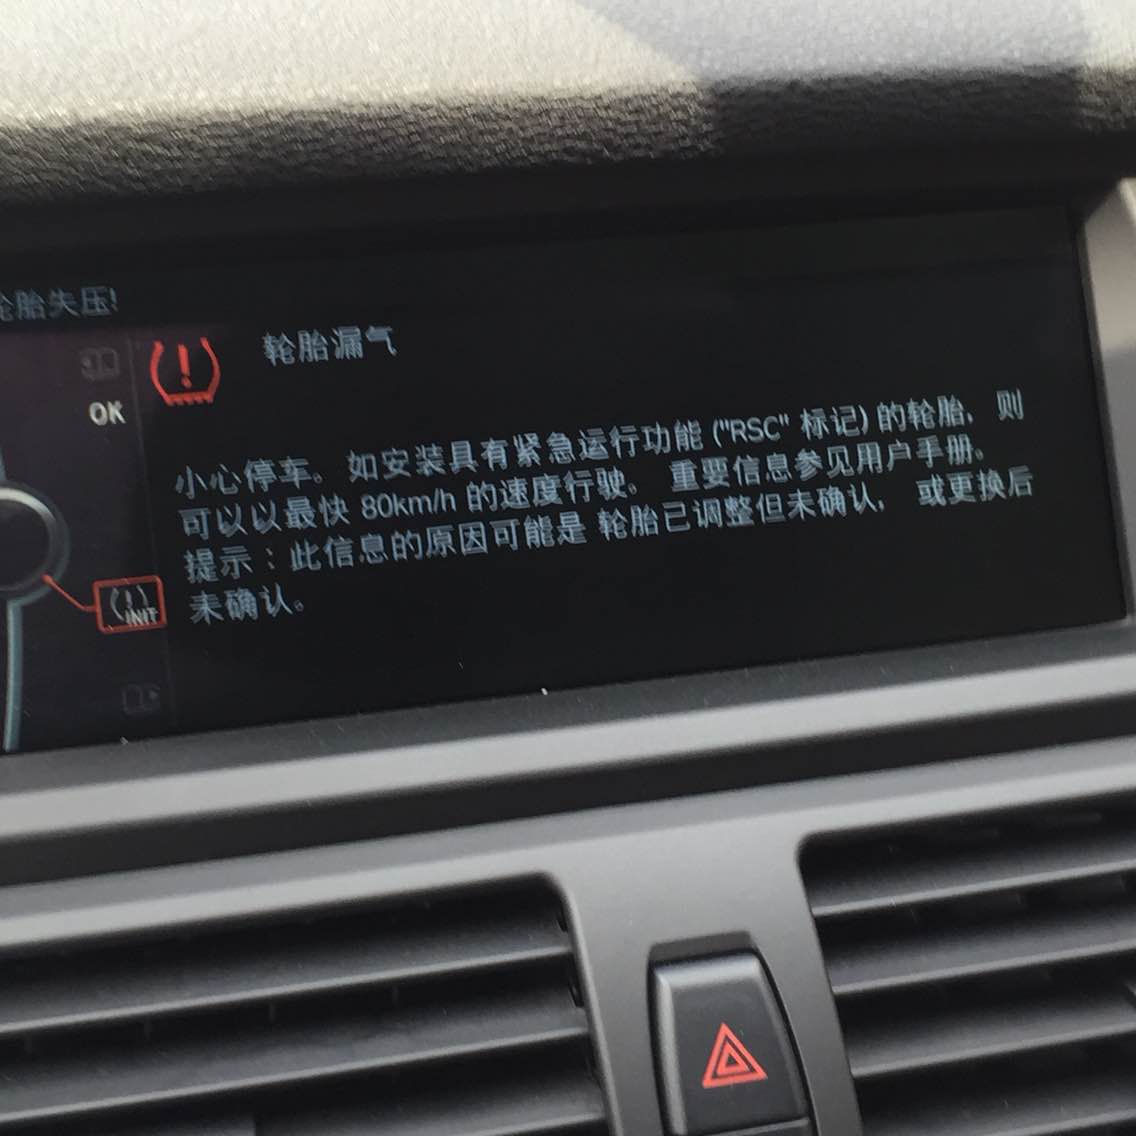 轮胎失压!
轮胎漏气
OK
小心停车。 如安装具有紧急运行功能 ("RSC" 标记) 的轮胎, 则
可以以最快 80km/h 的速度行驶。 重要信息参见用户手册。
提示: 此信息的原因可能是 轮胎已调整但未确认, 或更换后
未确认。
INIT